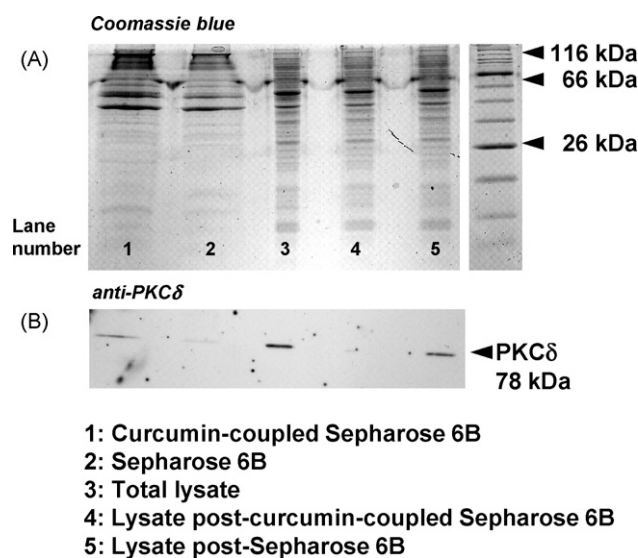 Coomassie blue
(A)
116 kDa
66 kDa
26 kDa
Lane
number
1 2 3 4 5
anti-PKCδ
(B)
PKCδ
78 kDa
1: Curcumin-coupled Sepharose 6B
2: Sepharose 6B
3: Total lysate
4: Lysate post-curcumin-coupled Sepharose 6B
5: Lysate post-Sepharose 6B